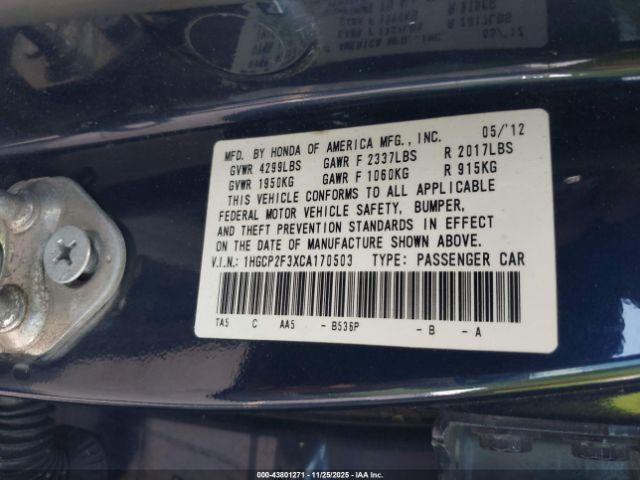 MFD. BY HONDA OF AMERICA MFG., INC. 05/'12
GVWR 4299LBS GAWR F 2337LBS R 2017LBS
GVWR 1950KG GAWR F 1060KG R 915KG
THIS VEHICLE CONFORMS TO ALL APPLICABLE
FEDERAL MOTOR VEHICLE SAFETY, BUMPER,
AND THEFT PREVENTION STANDARDS IN EFFECT
ON THE DATE OF MANUFACTURE SHOWN ABOVE.
V.I.N.: 1HGCP2F3XCA170503 TYPE: PASSENGER CAR
TA5 C AA5 - B536P - B - A
000-43801271 - 11/25/2025 - IAA Inc.